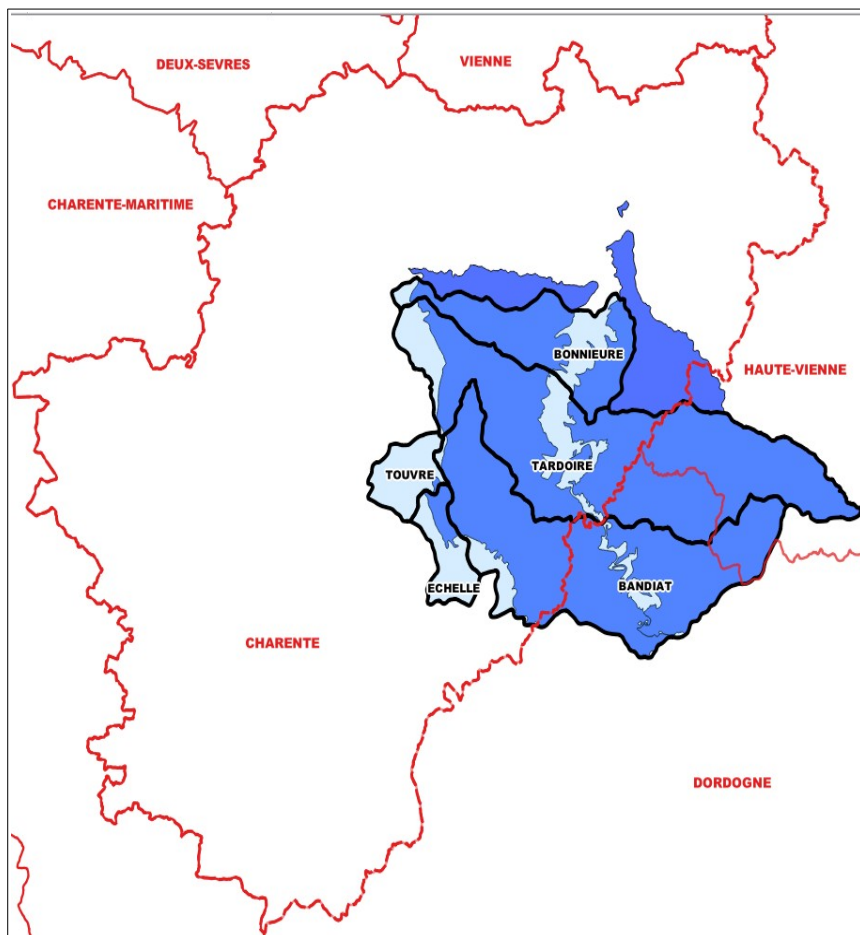 DEUX-SEVRES
VIENNE
CHARENTE-MARITIME
BONNIEURE
HAUTE-VIENNE
TARDOIRE
TOUVRE
ECHELLE
BANDIAT
CHARENTE
DORDOGNE